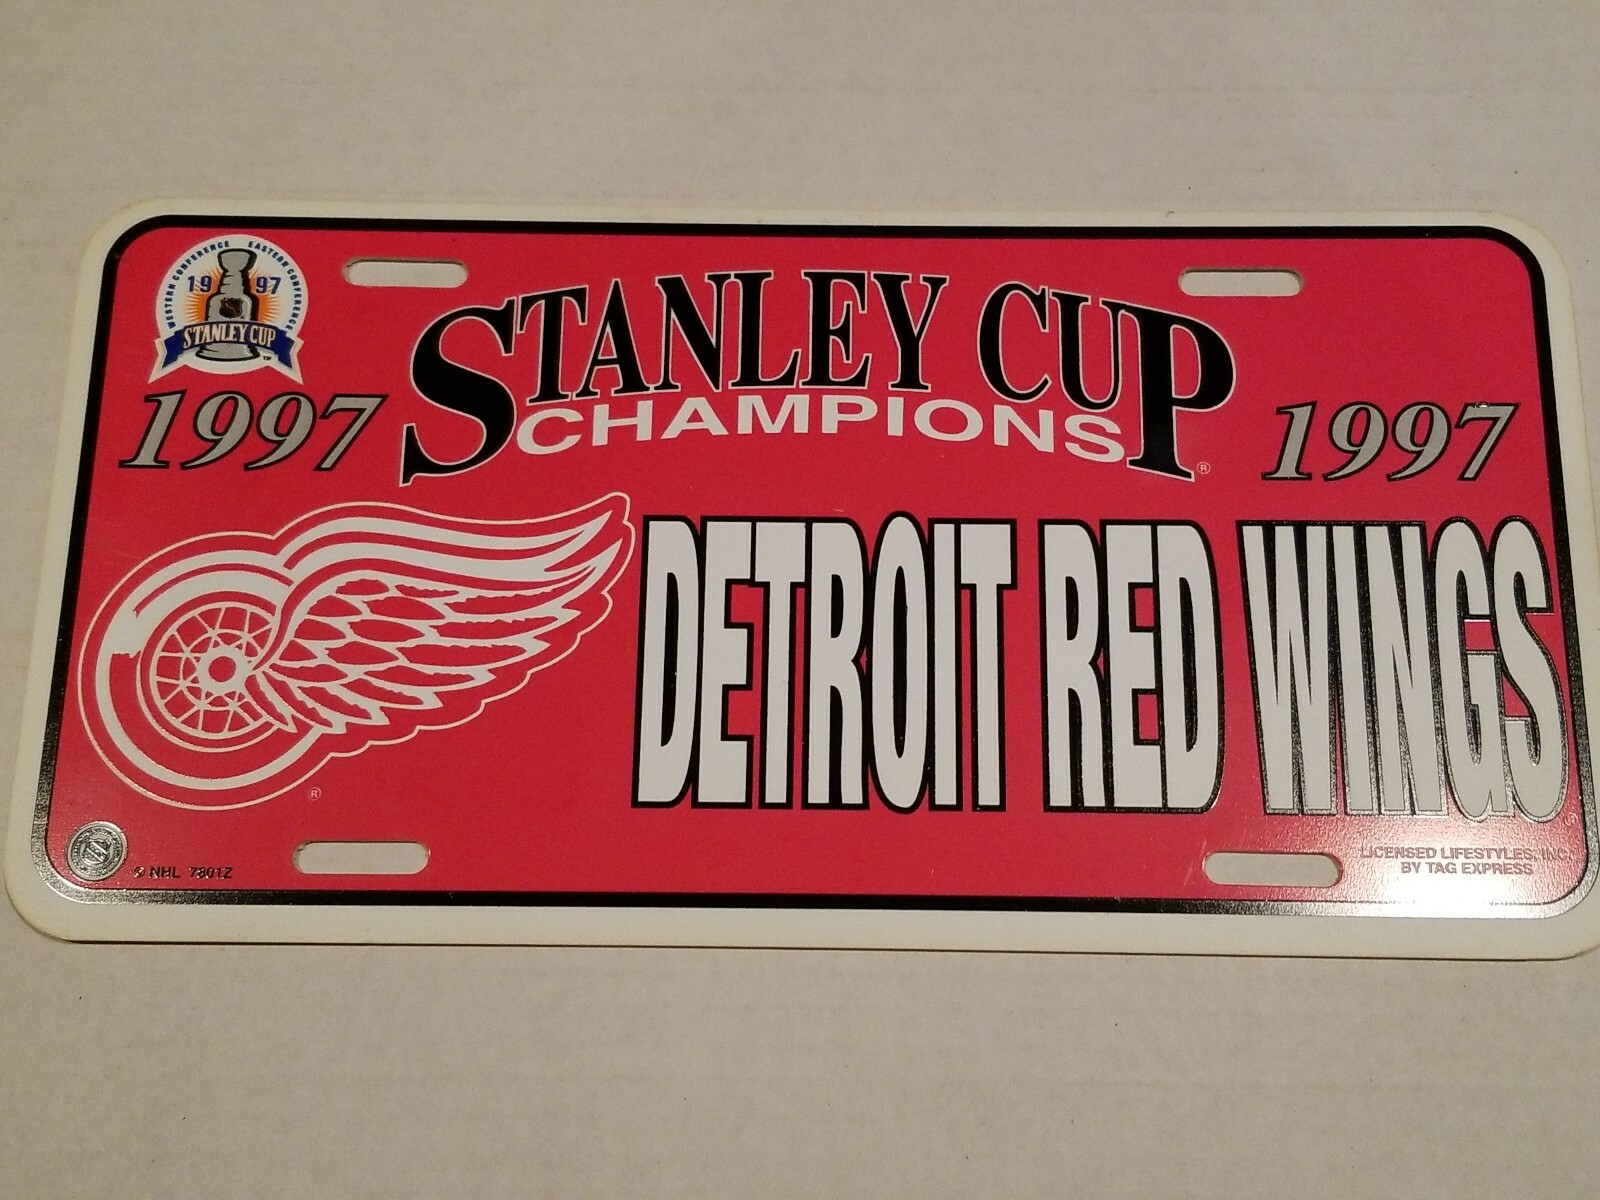 WESTERN CONFERENCE EASTERN CONFERENCE
1997
STANLEY CUP
TM
STANLEY CUP
CHAMPIONS
®
1997
1997
DETROIT RED WINGS
®
© NHL 7801Z
LICENSED LIFESTYLES, INC.
BY TAG EXPRESS